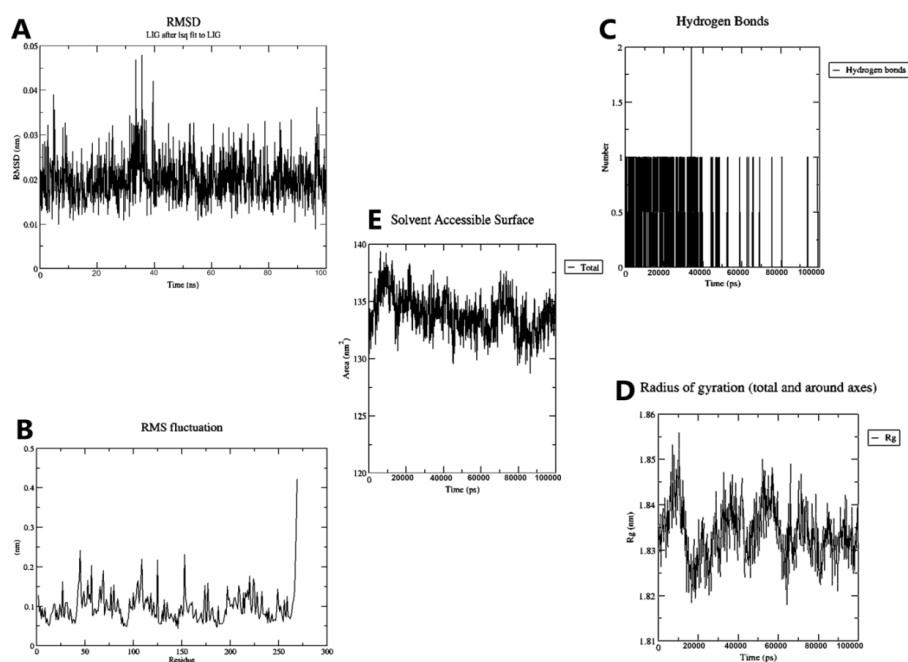 A
RMSD
LIG after lsq fit to LIG
0.05
0.04
0.03
0.02
0.01
0
RMSD (nm)
0 20 40 60 80 100
Time (ns)
C
Hydrogen Bonds
2
1.5
1
0.5
0
Number
Hydrogen bonds
0 20000 40000 60000 80000 100000
Time (ps)
E
Solvent Accessible Surface
140
135
130
125
120
Area (nm²)
Total
0 20000 40000 60000 80000 100000
Time (ps)
B
RMS fluctuation
0.5
0.4
0.3
0.2
0.1
0
(nm)
0 50 100 150 200 250 300
Residue
D
Radius of gyration (total and around axes)
1.86
1.85
1.84
1.83
1.82
1.81
Rg (nm)
Rg
0 20000 40000 60000 80000 100000
Time (ps)